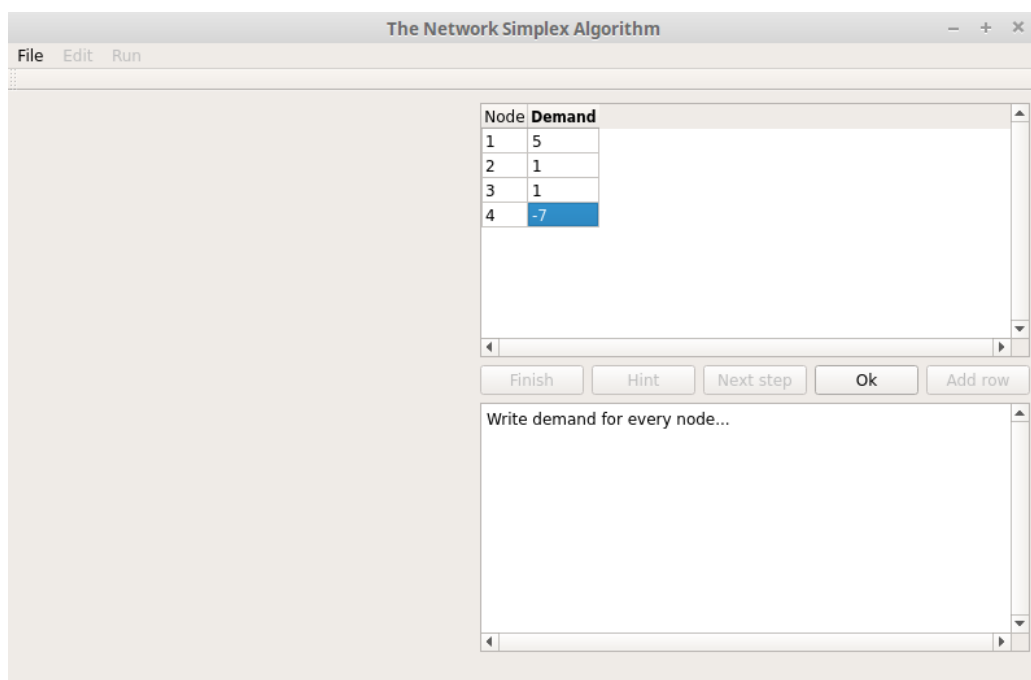 The Network Simplex Algorithm
File Edit Run
Node Demand
1 5
2 1
3 1
4 -7
Finish Hint Next step Ok Add row
Write demand for every node...